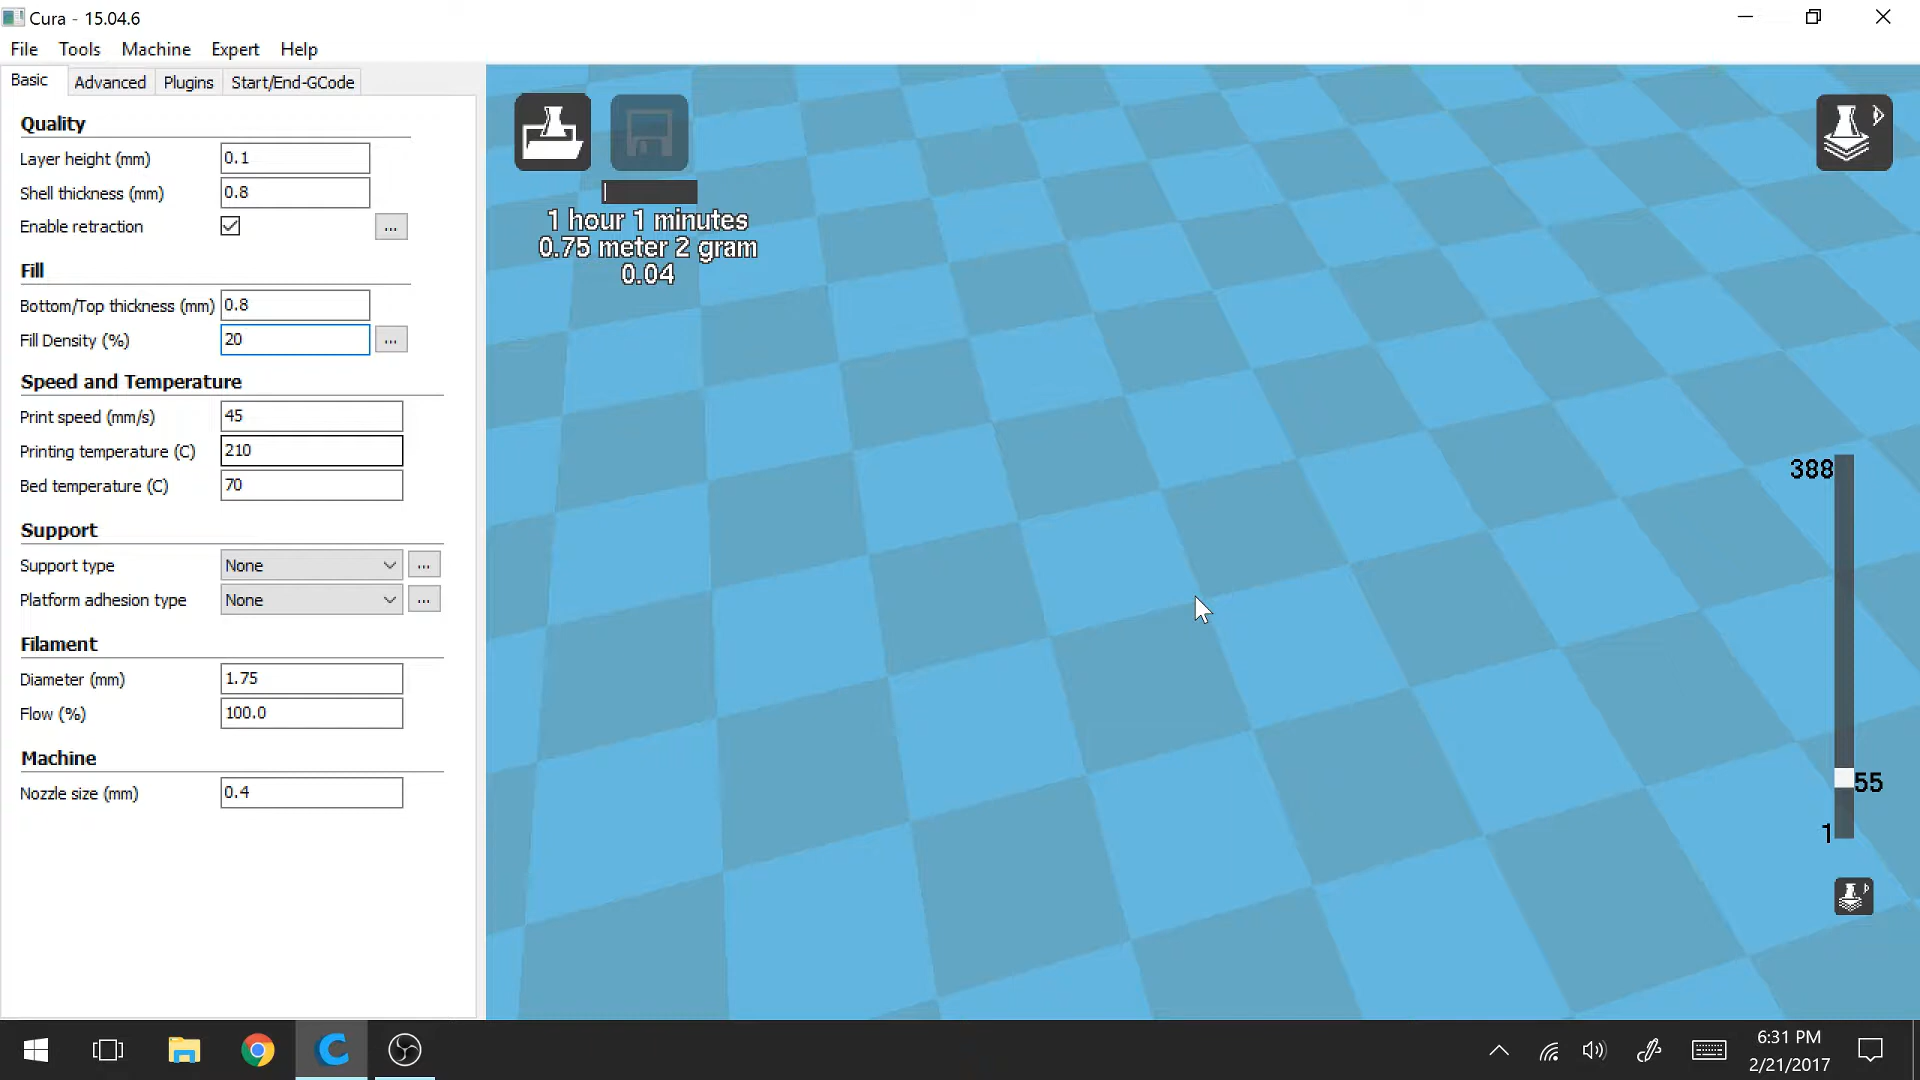 Cura - 15.04.6
File Tools Machine Expert Help
Basic Advanced Plugins Start/End-GCode
Quality
Layer height (mm) 0.1
Shell thickness (mm) 0.8
Enable retraction ...
Fill
Bottom/Top thickness (mm) 0.8
Fill Density (%) 20 ...
Speed and Temperature
Print speed (mm/s) 45
Printing temperature (C) 210
Bed temperature (C) 70
Support
Support type None ...
Platform adhesion type None ...
Filament
Diameter (mm) 1.75
Flow (%) 100.0
Machine
Nozzle size (mm) 0.4
1 hour 1 minutes
0.75 meter 2 gram
0.04
388
55
1
6:31 PM
2/21/2017